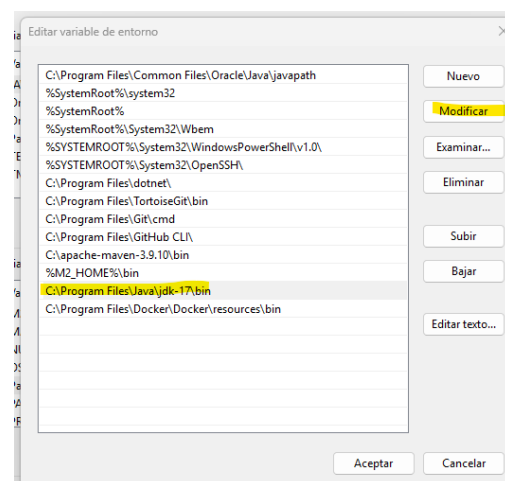 Editar variable de entorno
C:\Program Files\Common Files\Oracle\Java\javapath
%SystemRoot%\system32
%SystemRoot%
%SystemRoot%\System32\Wbem
%SYSTEMROOT%\System32\WindowsPowerShell\v1.0\
%SYSTEMROOT%\System32\OpenSSH\
C:\Program Files\dotnet\
C:\Program Files\TortoiseGit\bin
C:\Program Files\Git\cmd
C:\Program Files\GitHub CLI\
C:\apache-maven-3.9.10\bin
%M2_HOME%\bin
C:\Program Files\Java\jdk-17\bin
C:\Program Files\Docker\Docker\resources\bin
Nuevo
Modificar
Examinar...
Eliminar
Subir
Bajar
Editar texto...
Aceptar
Cancelar